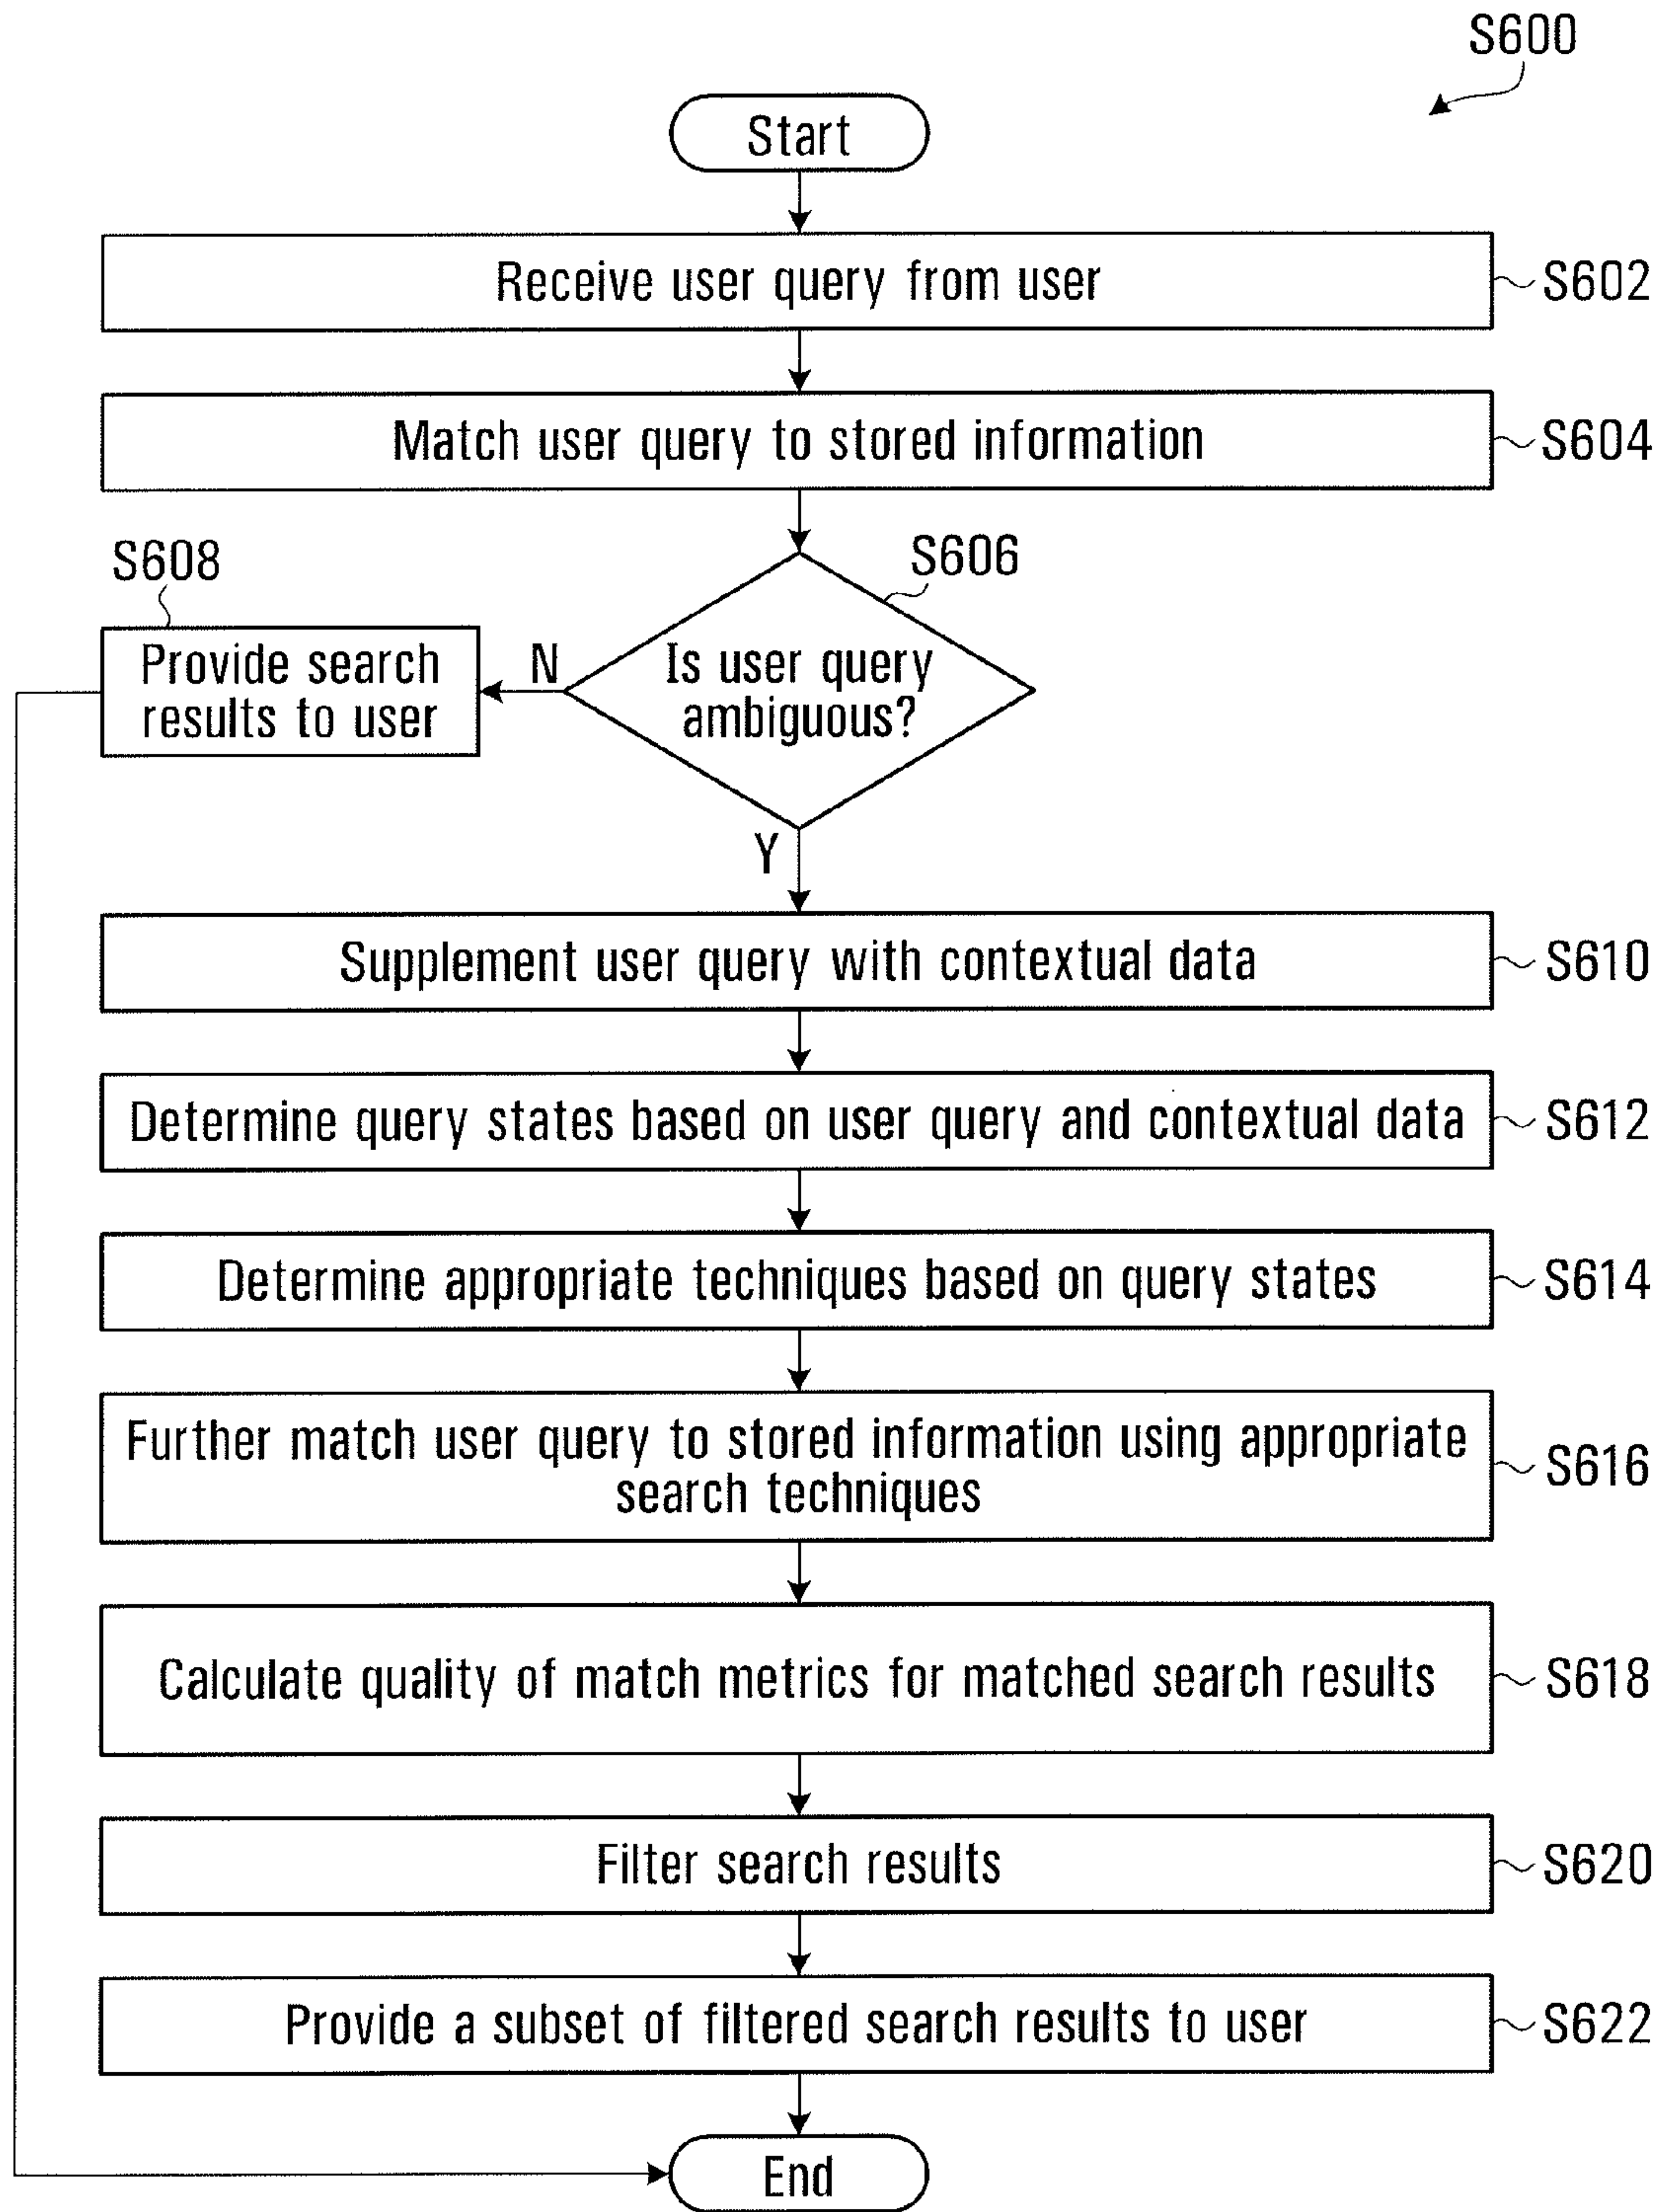 S600
Start
Receive user query from user
S602
Match user query to stored information
S604
S608
S606
Provide search
results to user
N
Is user query
ambiguous?
Y
Supplement user query with contextual data
S610
Determine query states based on user query and contextual data
S612
Determine appropriate techniques based on query states
S614
Further match user query to stored information using appropriate
search techniques
S616
Calculate quality of match metrics for matched search results
S618
Filter search results
S620
Provide a subset of filtered search results to user
S622
End